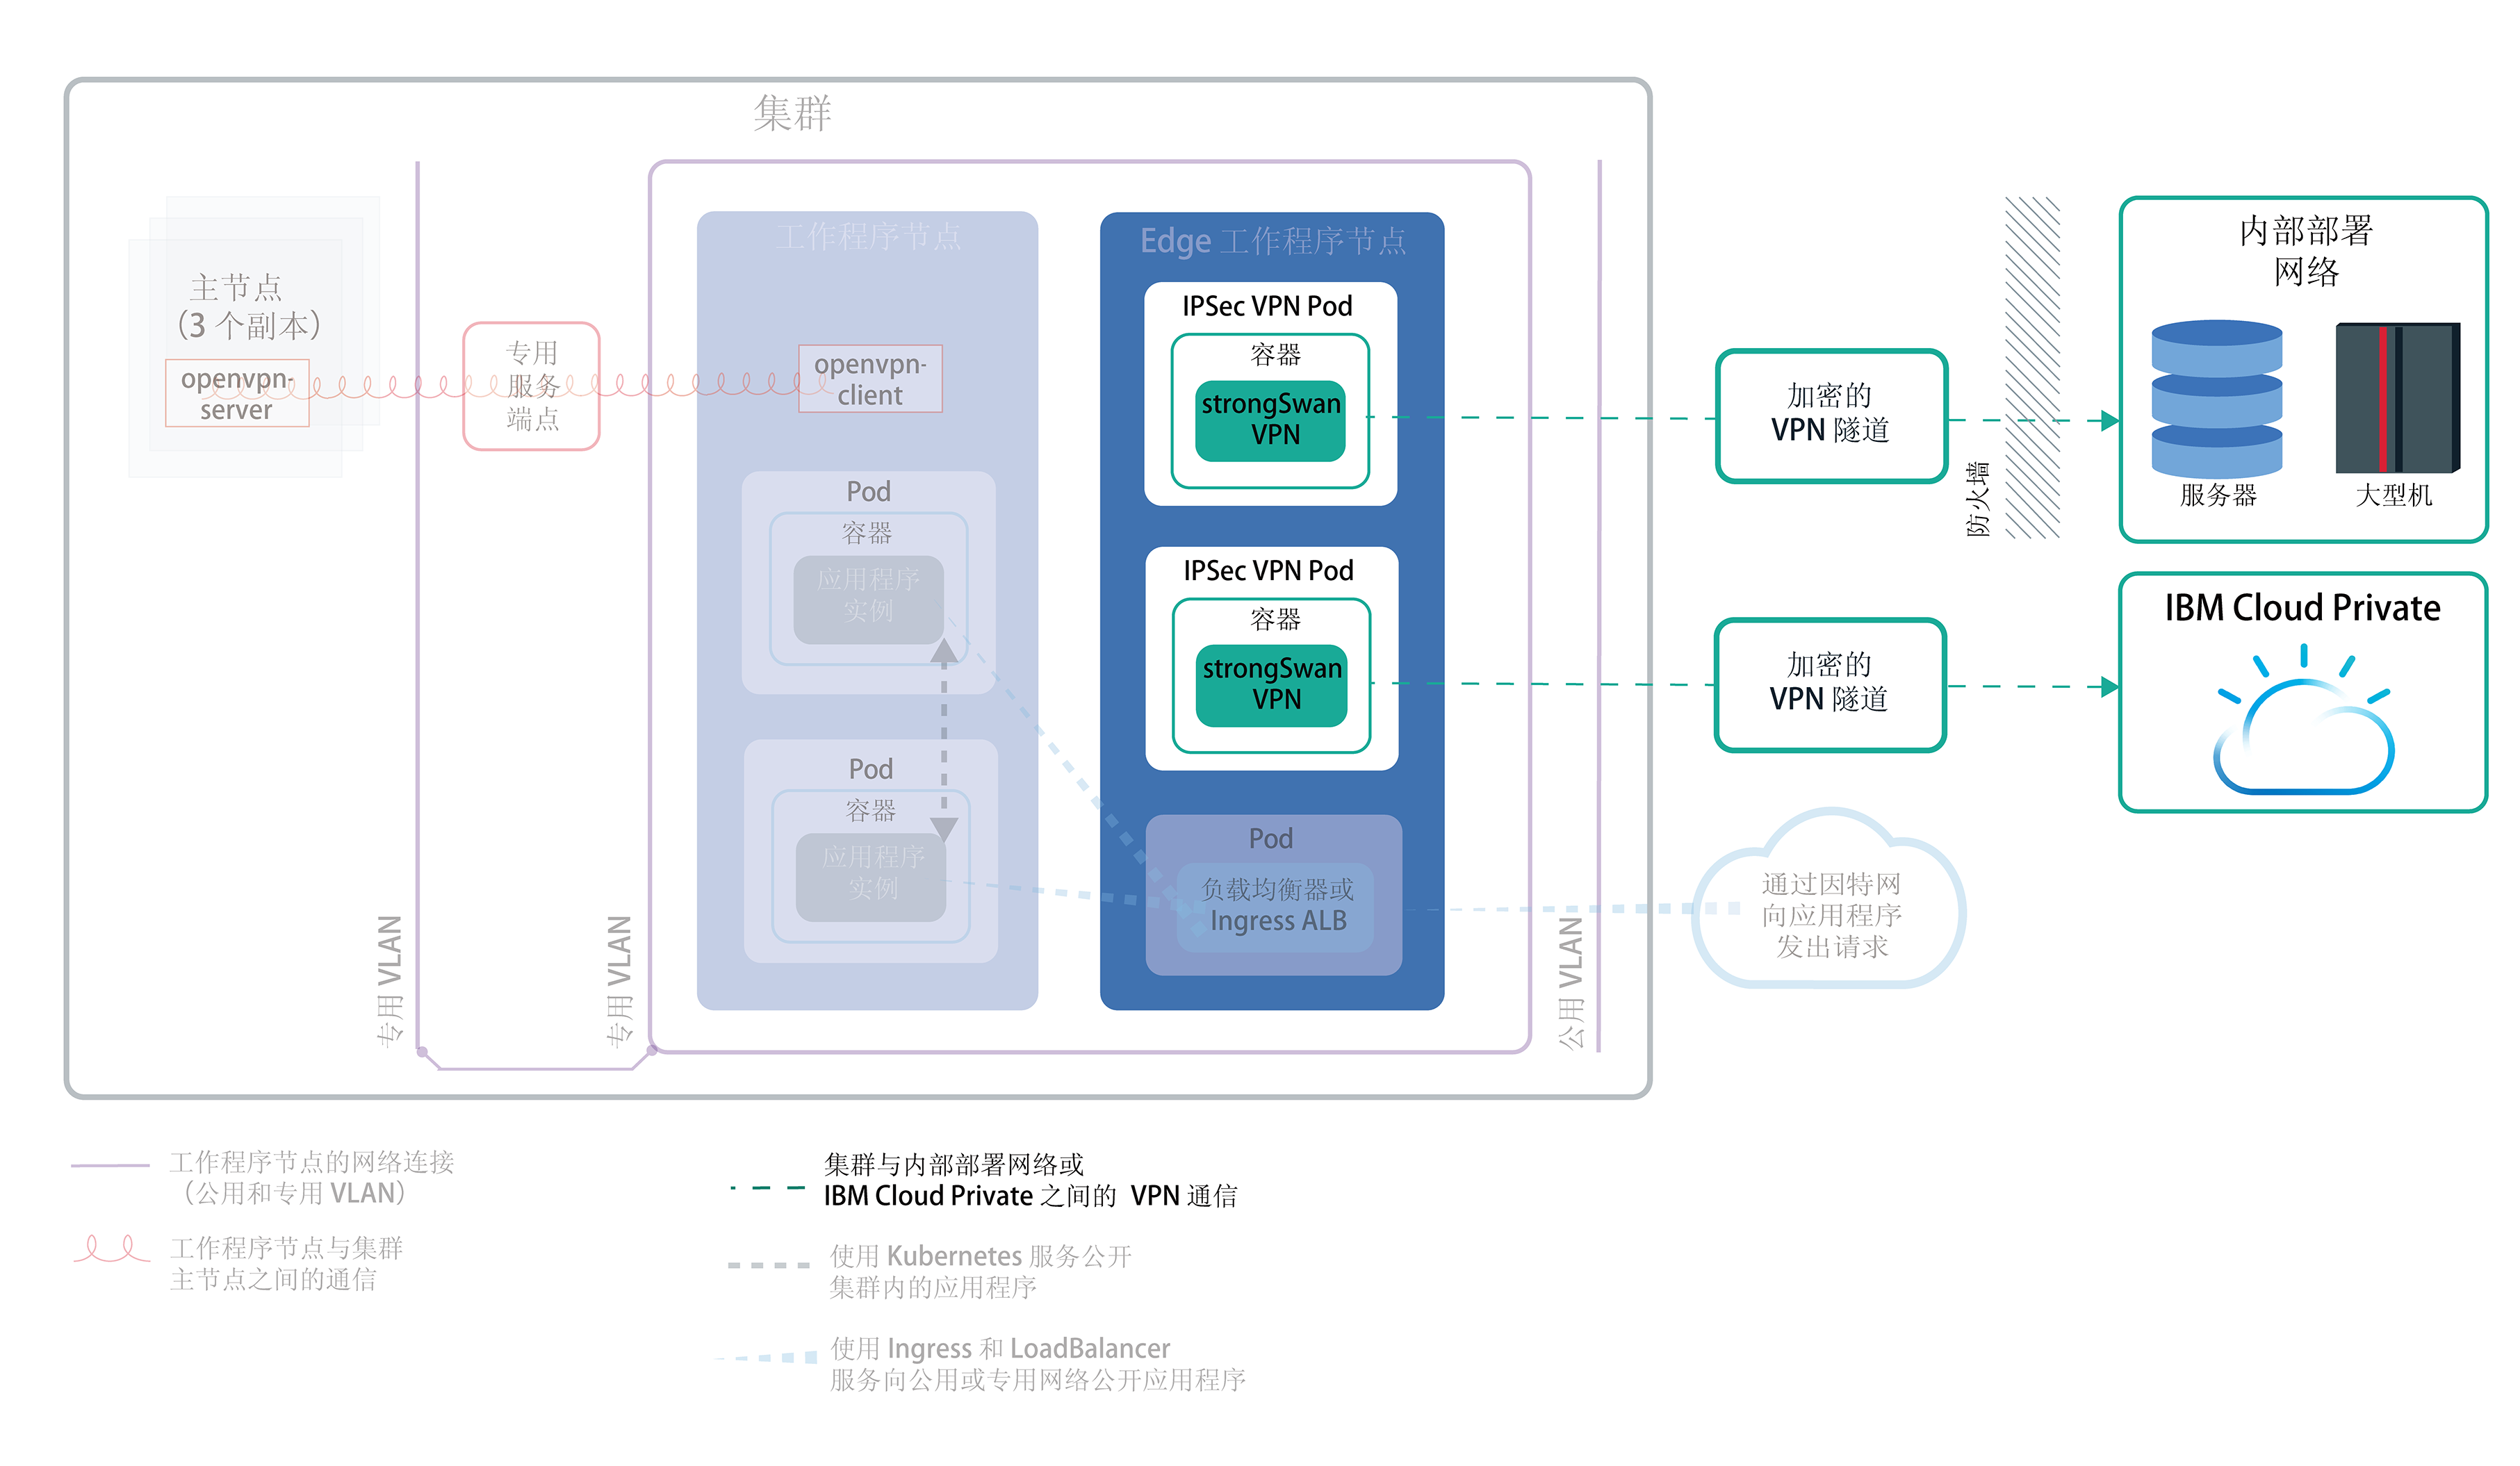 集群
主节点
（3 个副本）
openvpn-
server
专用
服务
端点
专用 VLAN
专用 VLAN
工作程序节点
openvpn-
client
Pod
容器
应用程序
实例
Pod
容器
应用程序
实例
Edge 工作程序节点
IPSec VPN Pod
容器
strongSwan
VPN
IPSec VPN Pod
容器
strongSwan
VPN
Pod
负载均衡器或
Ingress ALB
公用 VLAN
加密的
VPN 隧道
防火墙
内部部署
网络
服务器
大型机
加密的
VPN 隧道
IBM Cloud Private
通过因特网
向应用程序
发出请求
工作程序节点的网络连接
（公用和专用 VLAN）
工作程序节点与集群
主节点之间的通信
集群与内部部署网络或
IBM Cloud Private 之间的 VPN 通信
使用 Kubernetes 服务公开
集群内的应用程序
使用 Ingress 和 LoadBalancer
服务向公用或专用网络公开应用程序